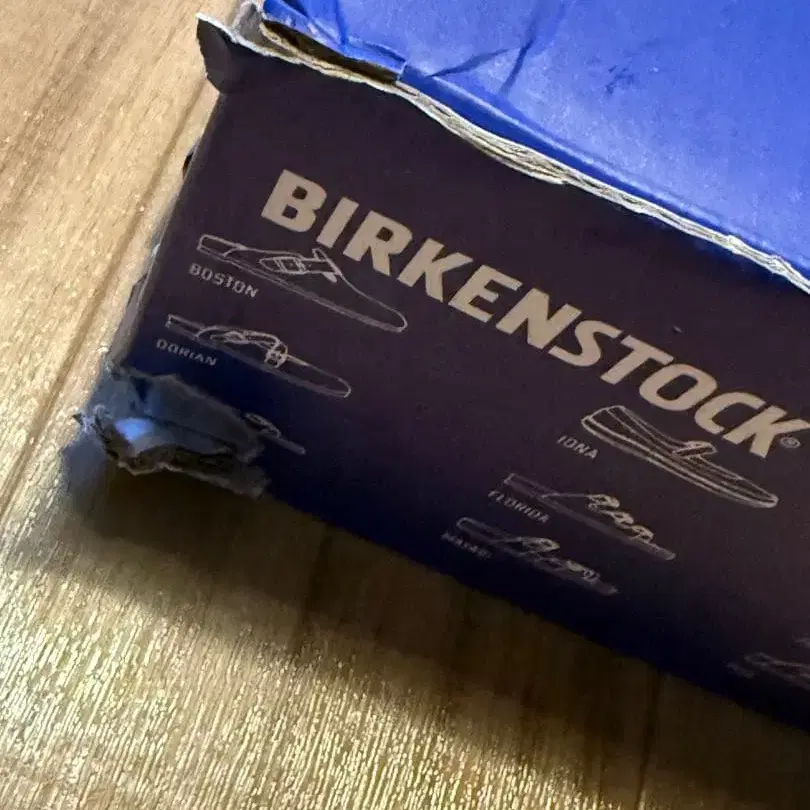 BIRKENSTOCK®
BOSTON
DORIAN
IONA
FLORIDA